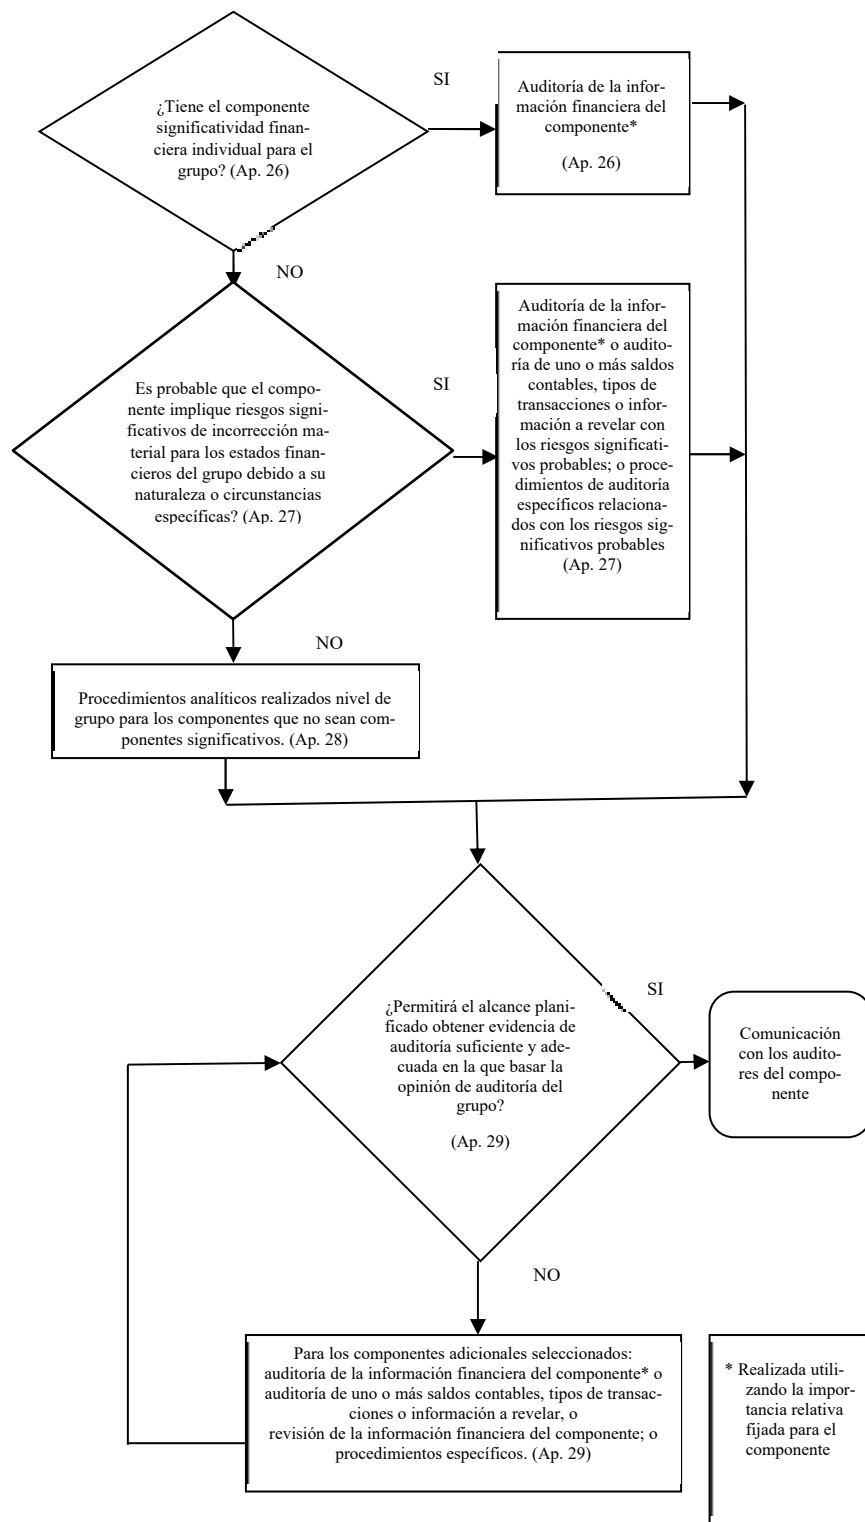 SI
¿Tiene el componente
significatividad finan-
ciera individual para el
grupo? (Ap. 26)
Auditoría de la infor-
mación financiera del
componente*
(Ap. 26)
NO
Es probable que el compo-
nente implique riesgos signi-
ficativos de incorrección ma-
terial para los estados finan-
cieros del grupo debido a su
naturaleza o circunstancias
específicas? (Ap. 27)
SI
Auditoría de la infor-
mación financiera del
componente* o audito-
ría de uno o más saldos
contables, tipos de
transacciones o infor-
mación a revelar con
los riesgos significati-
vos probables; o proce-
dimientos de auditoría
específicos relaciona-
dos con los riesgos sig-
nificativos probables
(Ap. 27)
NO
Procedimientos analíticos realizados nivel de
grupo para los componentes que no sean com-
ponentes significativos. (Ap. 28)
¿Permitirá el alcance plani-
ficado obtener evidencia de
auditoría suficiente y ade-
cuada en la que basar la
opinión de auditoría del
grupo?
(Ap. 29)
SI
Comunicación
con los audito-
res del compo-
nente
NO
Para los componentes adicionales seleccionados:
auditoría de la información financiera del componente* o
auditoría de uno o más saldos contables, tipos de transac-
ciones o información a revelar, o
revisión de la información financiera del componente; o
procedimientos específicos. (Ap. 29)
* Realizada utili-
zando la impor-
tancia relativa
fijada para el
componente